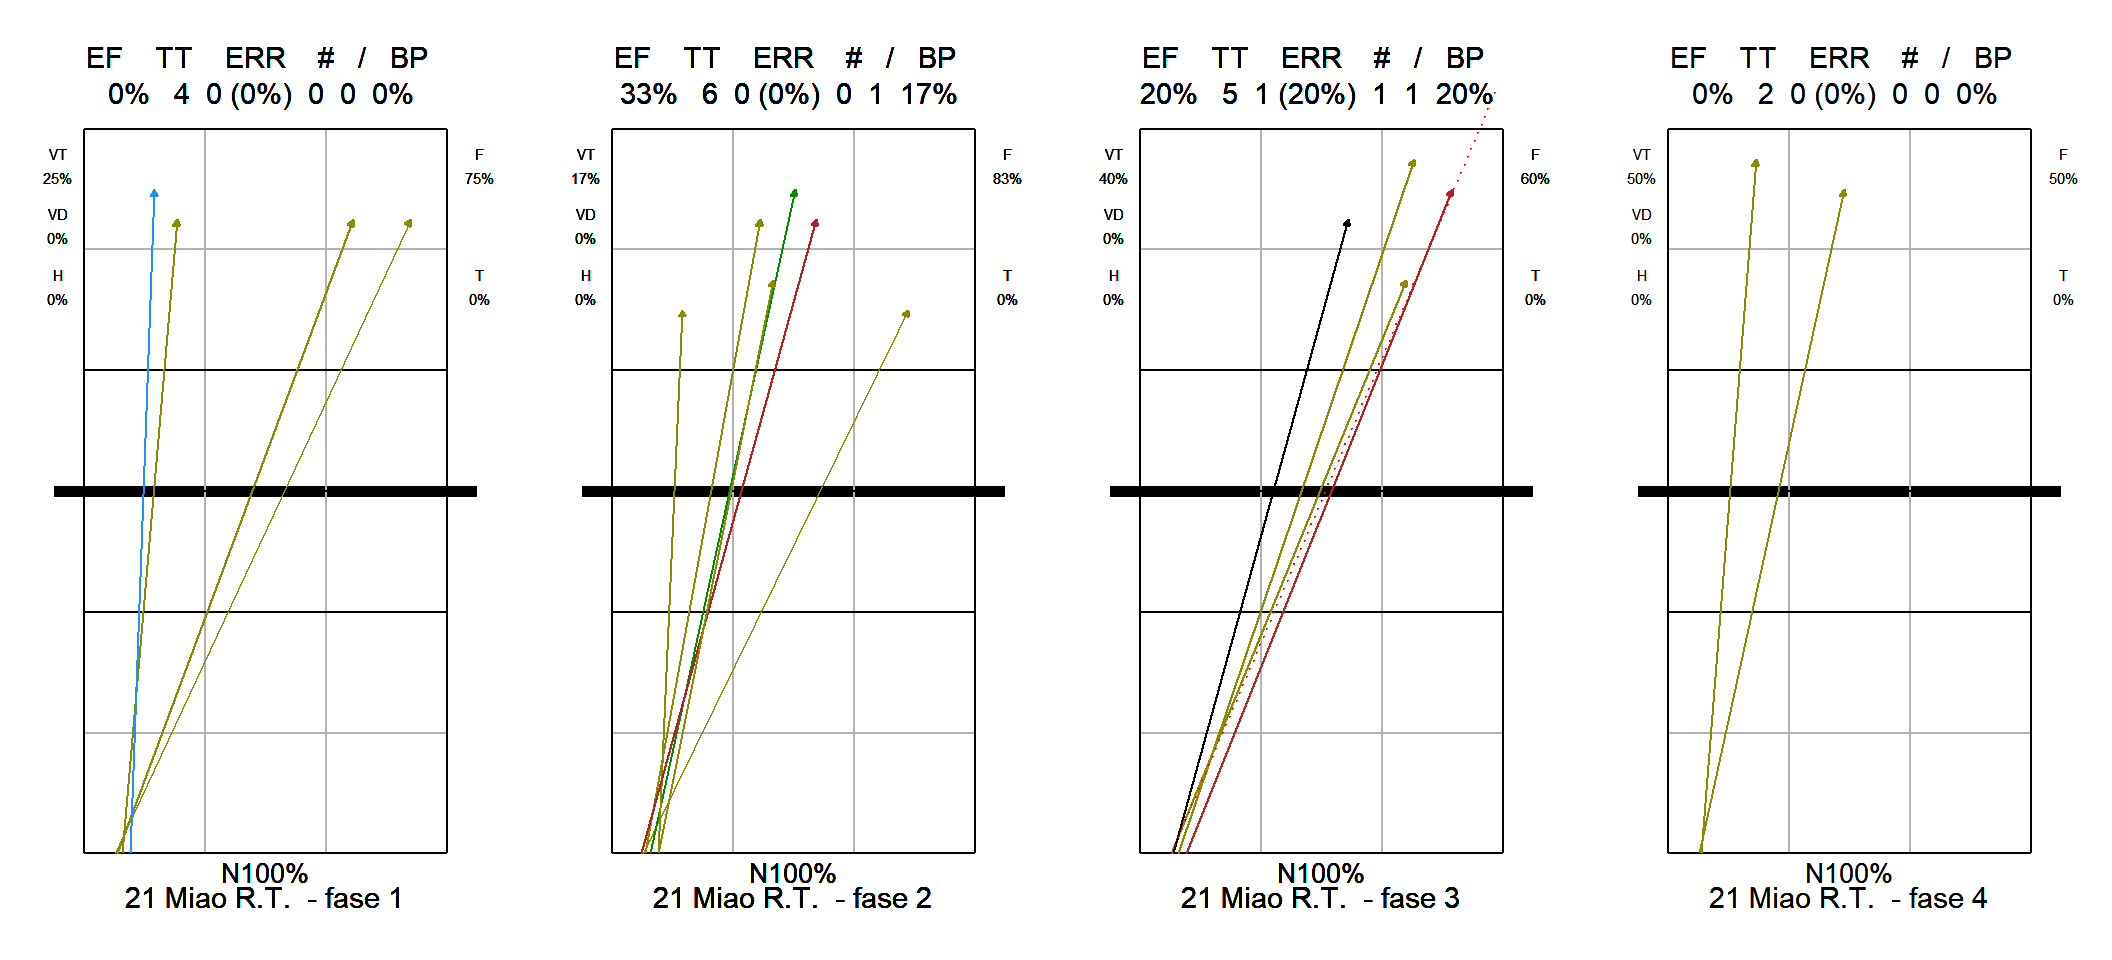 EF TT ERR # / BP
0% 4 0 (0%) 0 0 0%
VT
25%
VD
0%
H
0%
F
75%
T
0%
N100%
21 Miao R.T. - fase 1
EF TT ERR # / BP
33% 6 0 (0%) 0 1 17%
VT
17%
VD
0%
H
0%
F
83%
T
0%
N100%
21 Miao R.T. - fase 2
EF TT ERR # / BP
20% 5 1 (20%) 1 1 20%
VT
40%
VD
0%
H
0%
F
60%
T
0%
N100%
21 Miao R.T. - fase 3
EF TT ERR # / BP
0% 2 0 (0%) 0 0 0%
VT
50%
VD
0%
H
0%
F
50%
T
0%
N100%
21 Miao R.T. - fase 4